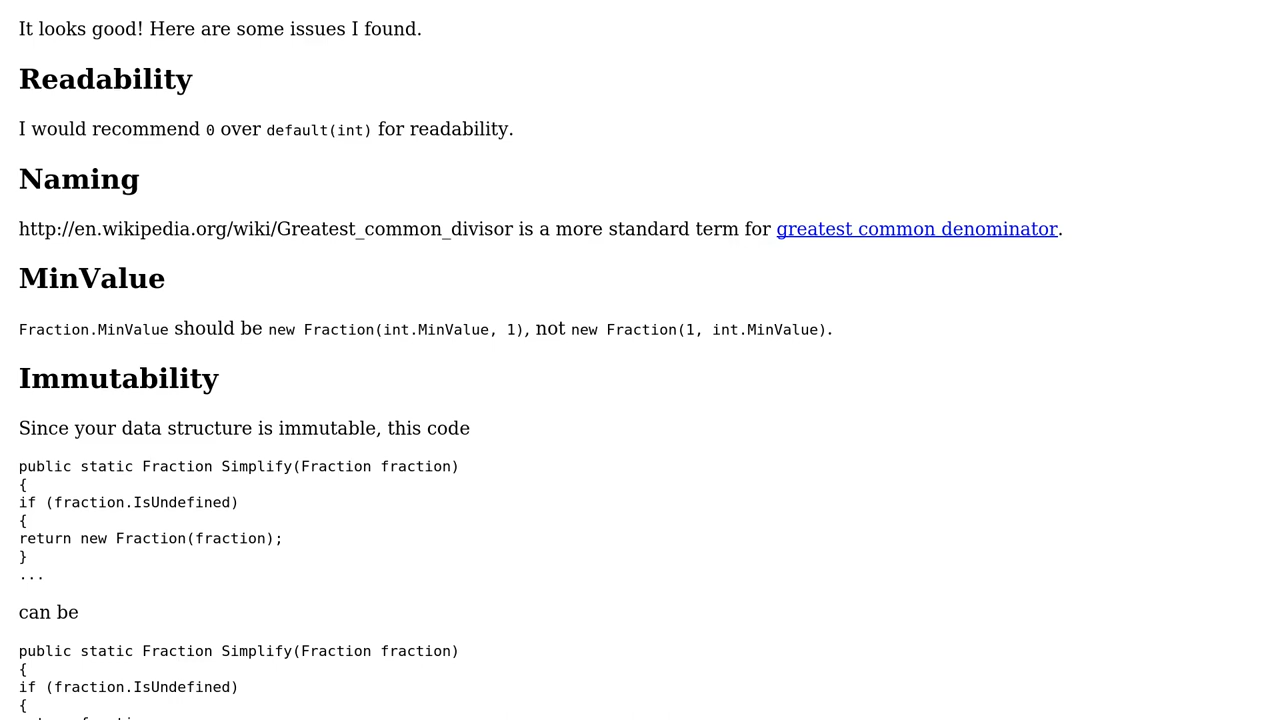 It looks good! Here are some issues I found.
Readability
I would recommend 0 over default(int) for readability.
Naming
http://en.wikipedia.org/wiki/Greatest_common_divisor is a more standard term for greatest common denominator.
MinValue
Fraction.MinValue should be new Fraction(int.MinValue, 1), not new Fraction(1, int.MinValue).
Immutability
Since your data structure is immutable, this code
public static Fraction Simplify(Fraction fraction)
{
if (fraction.IsUndefined)
{
return new Fraction(fraction);
}
...
can be
public static Fraction Simplify(Fraction fraction)
{
if (fraction.IsUndefined)
{